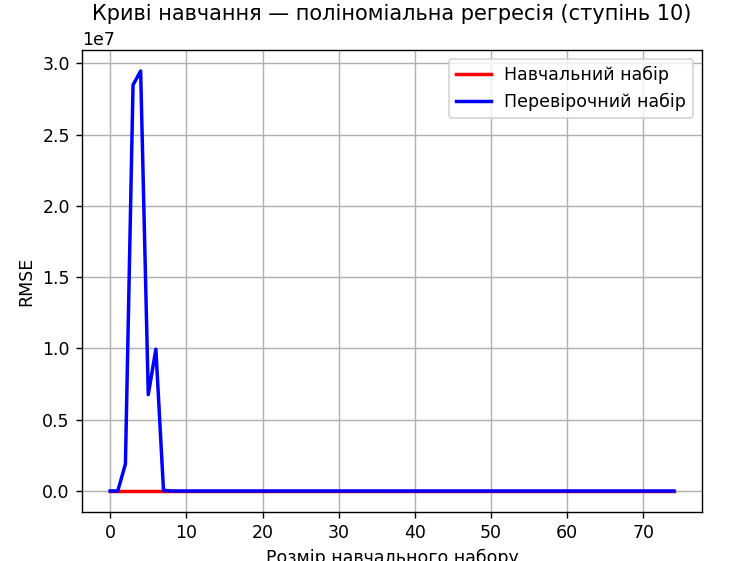 Криві навчання — поліноміальна регресія (ступінь 10)
1e7
3.0
2.5
2.0
1.5
1.0
0.5
0.0
RMSE
Навчальний набір
Перевірочний набір
0 10 20 30 40 50 60 70
Розмір навчального набору